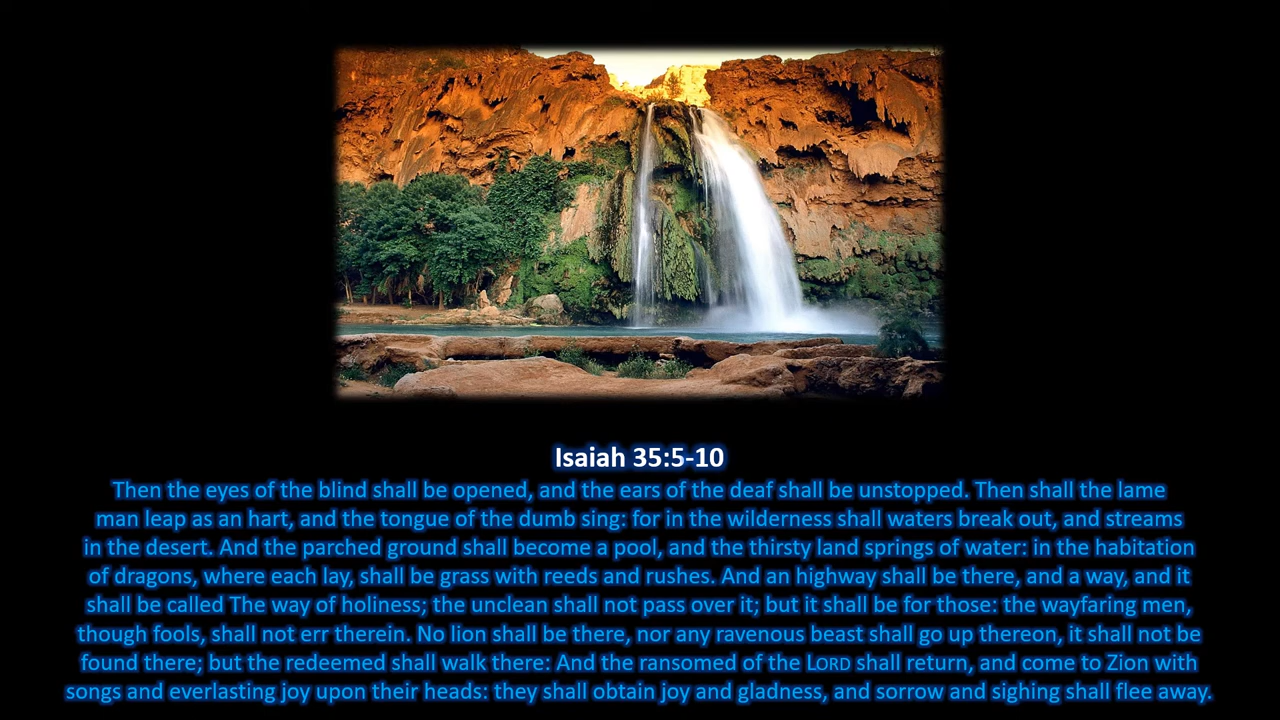 Isaiah 35:5-10
Then the eyes of the blind shall be opened, and the ears of the deaf shall be unstopped. Then shall the lame
man leap as an hart, and the tongue of the dumb sing: for in the wilderness shall waters break out, and streams
in the desert. And the parched ground shall become a pool, and the thirsty land springs of water: in the habitation
of dragons, where each lay, shall be grass with reeds and rushes. And an highway shall be there, and a way, and it
shall be called The way of holiness; the unclean shall not pass over it; but it shall be for those: the wayfaring men,
though fools, shall not err therein. No lion shall be there, nor any ravenous beast shall go up thereon, it shall not be
found there; but the redeemed shall walk there: And the ransomed of the LORD shall return, and come to Zion with
songs and everlasting joy upon their heads: they shall obtain joy and gladness, and sorrow and sighing shall flee away.